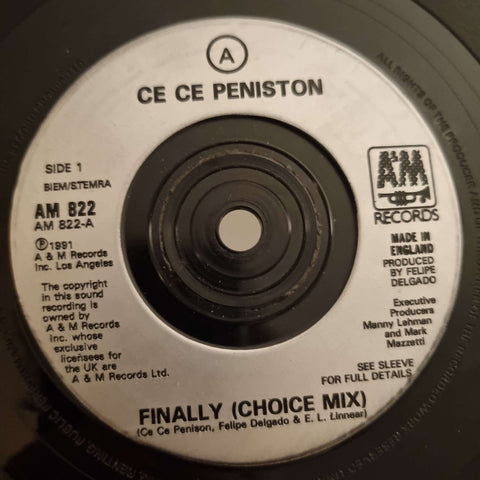 A
CE CE PENISTON
SIDE 1
BIEM/STEMRA
AM 822
AM 822-A
Ⓟ1991
A & M Records
Inc. Los Angeles
The copyright
in this sound
recording is
owned by
A & M Records
Inc. whose
exclusive
licensees for
the UK are
A & M Records Ltd.
A&M
RECORDS
MADE IN
ENGLAND
PRODUCED
BY FELIPE
DELGADO
Executive
Producers
Manny Lehman
and Mark
Mazzetti
SEE SLEEVE
FOR FULL DETAILS
FINALLY (CHOICE MIX)
(Ce Ce Penison, Felipe Delgado & E. L. Linnear)
ALL RIGHTS OF THE PRODUCER